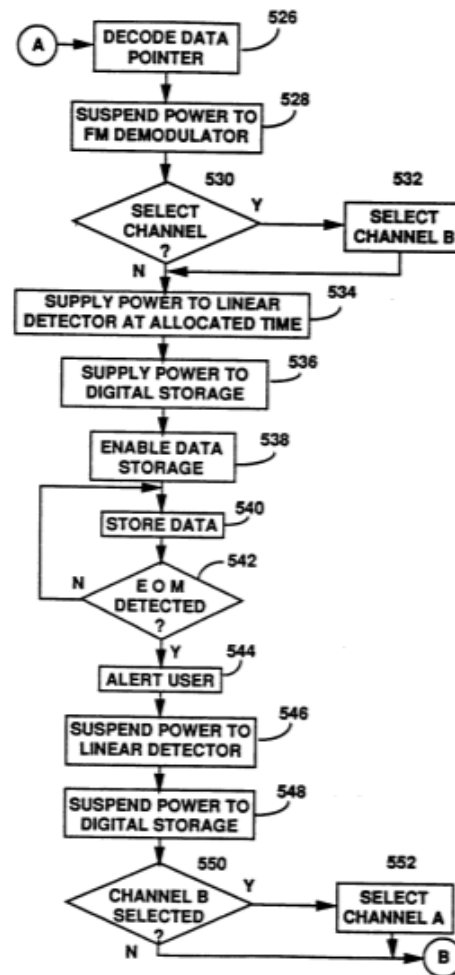 A
DECODE DATA
POINTER
526
SUSPEND POWER TO
FM DEMODULATOR
528
530
SELECT
CHANNEL
?
Y
N
532
SELECT
CHANNEL B
SUPPLY POWER TO LINEAR
DETECTOR AT ALLOCATED TIME
534
SUPPLY POWER TO
DIGITAL STORAGE
536
ENABLE DATA
STORAGE
538
STORE DATA
540
542
E O M
DETECTED
?
N
Y
544
ALERT USER
SUSPEND POWER TO
LINEAR DETECTOR
546
SUSPEND POWER TO
DIGITAL STORAGE
548
550
CHANNEL B
SELECTED
?
Y
N
552
SELECT
CHANNEL A
B